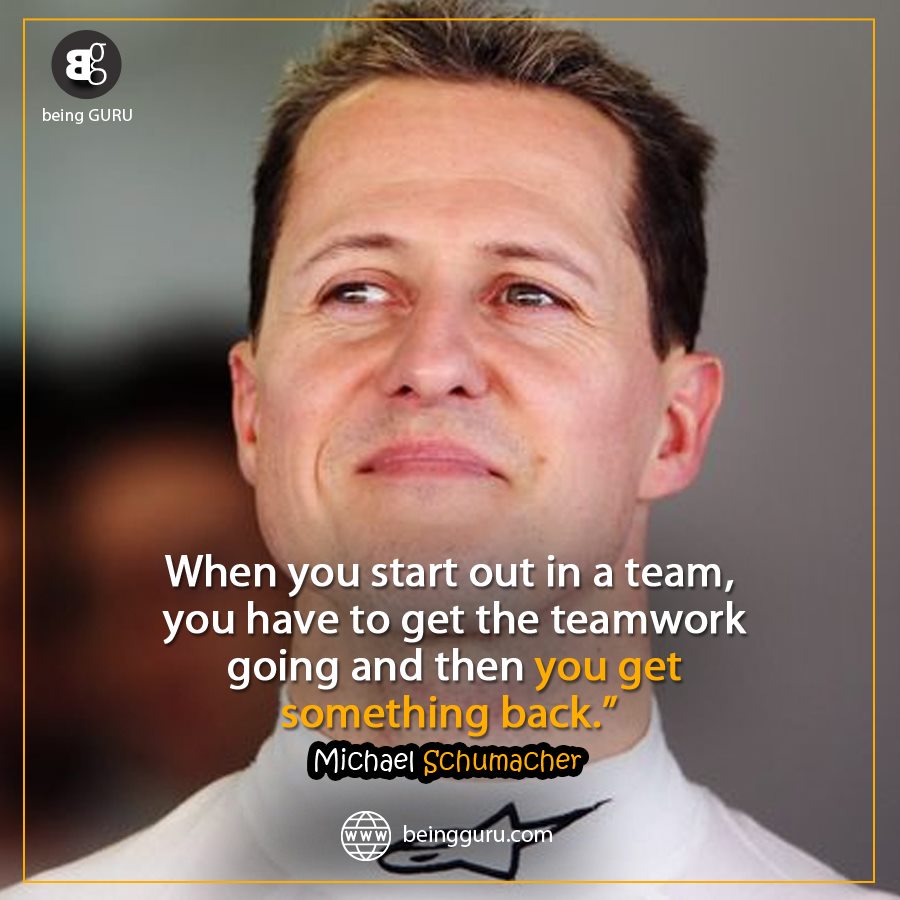 being GURU
When you start out in a team,
you have to get the teamwork
going and then you get
something back.”
Michael Schumacher
www beingguru.com